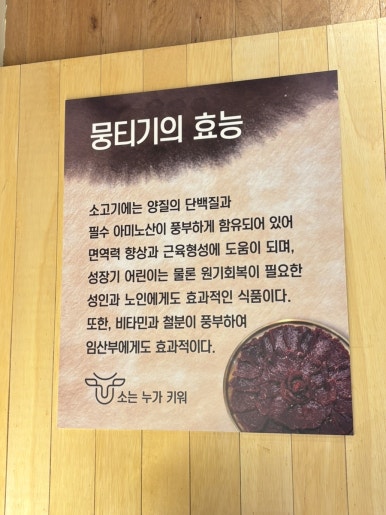 뭉티기의 효능
소고기에는 양질의 단백질과
필수 아미노산이 풍부하게 함유되어 있어
면역력 향상과 근육형성에 도움이 되며,
성장기 어린이는 물론 원기회복이 필요한
성인과 노인에게도 효과적인 식품이다.
또한, 비타민과 철분이 풍부하여
임산부에게도 효과적이다.
소는 누가 키워